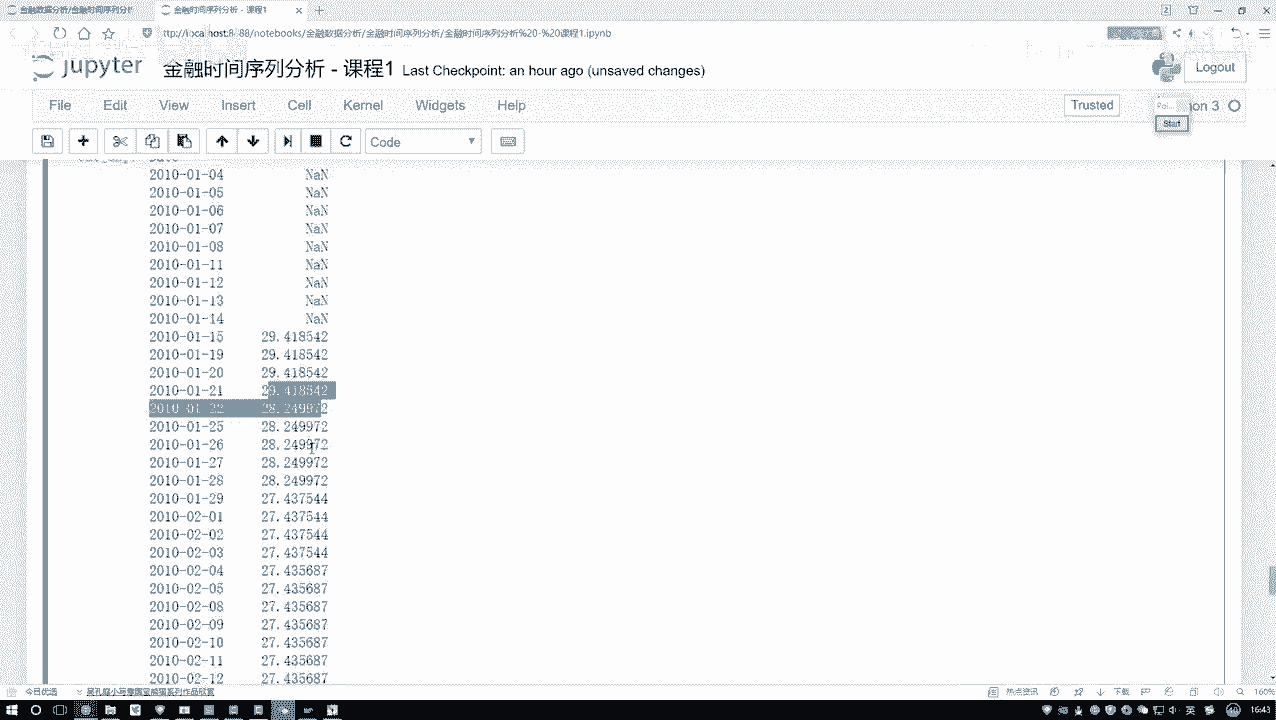 金融数据分析/金融时间序列分析
金融时间序列分析 - 课程1
ttp://localhost:8888/notebooks/金融数据分析/金融时间序列分析/金融时间序列分析%20-%20课程1.ipynb
jupyter 金融时间序列分析 - 课程1 Last Checkpoint: an hour ago (unsaved changes)
Logout
File Edit View Insert Cell Kernel Widgets Help
Trusted
on 3
Start
Code
2010-01-04 NaN
2010-01-05 NaN
2010-01-06 NaN
2010-01-07 NaN
2010-01-08 NaN
2010-01-11 NaN
2010-01-12 NaN
2010-01-13 NaN
2010-01-14 NaN
2010-01-15 29.418542
2010-01-19 29.418542
2010-01-20 29.418542
2010-01-21 29.418542
2010-01-22 28.249972
2010-01-25 28.249972
2010-01-26 28.249972
2010-01-27 28.249972
2010-01-28 28.249972
2010-01-29 27.437544
2010-02-01 27.437544
2010-02-02 27.437544
2010-02-03 27.437544
2010-02-04 27.435687
2010-02-05 27.435687
2010-02-08 27.435687
2010-02-09 27.435687
2010-02-10 27.435687
2010-02-11 27.435687
2010-02-12 27.435687
今日优选
热点资讯
下载
160%
英
16:43